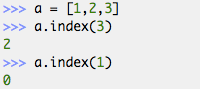 >>> a = [1,2,3]
>>> a.index(3)
2
>>> a.index(1)
0